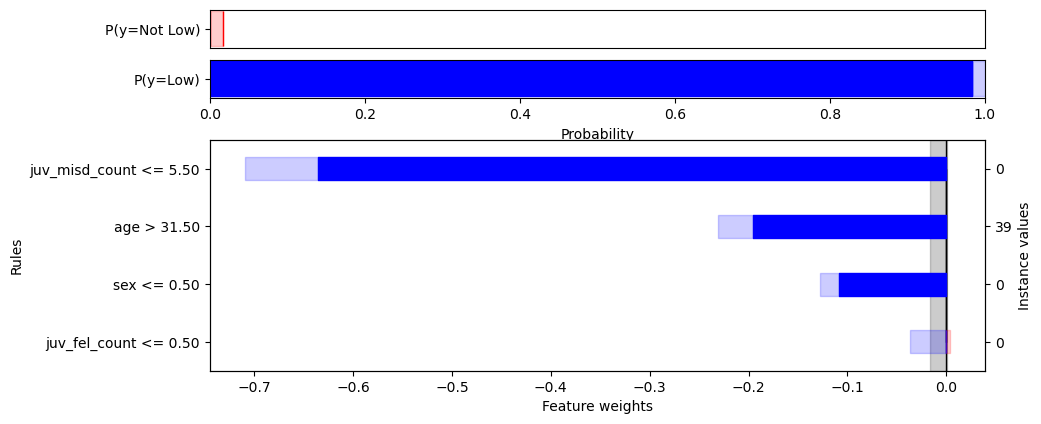 P(y=Not Low)
P(y=Low)
0.0 0.2 0.4 0.6 0.8 1.0
Probability
juv_misd_count <= 5.50 0
age > 31.50 39
sex <= 0.50 0
juv_fel_count <= 0.50 0
Rules
Instance values
−0.7 −0.6 −0.5 −0.4 −0.3 −0.2 −0.1 0.0
Feature weights